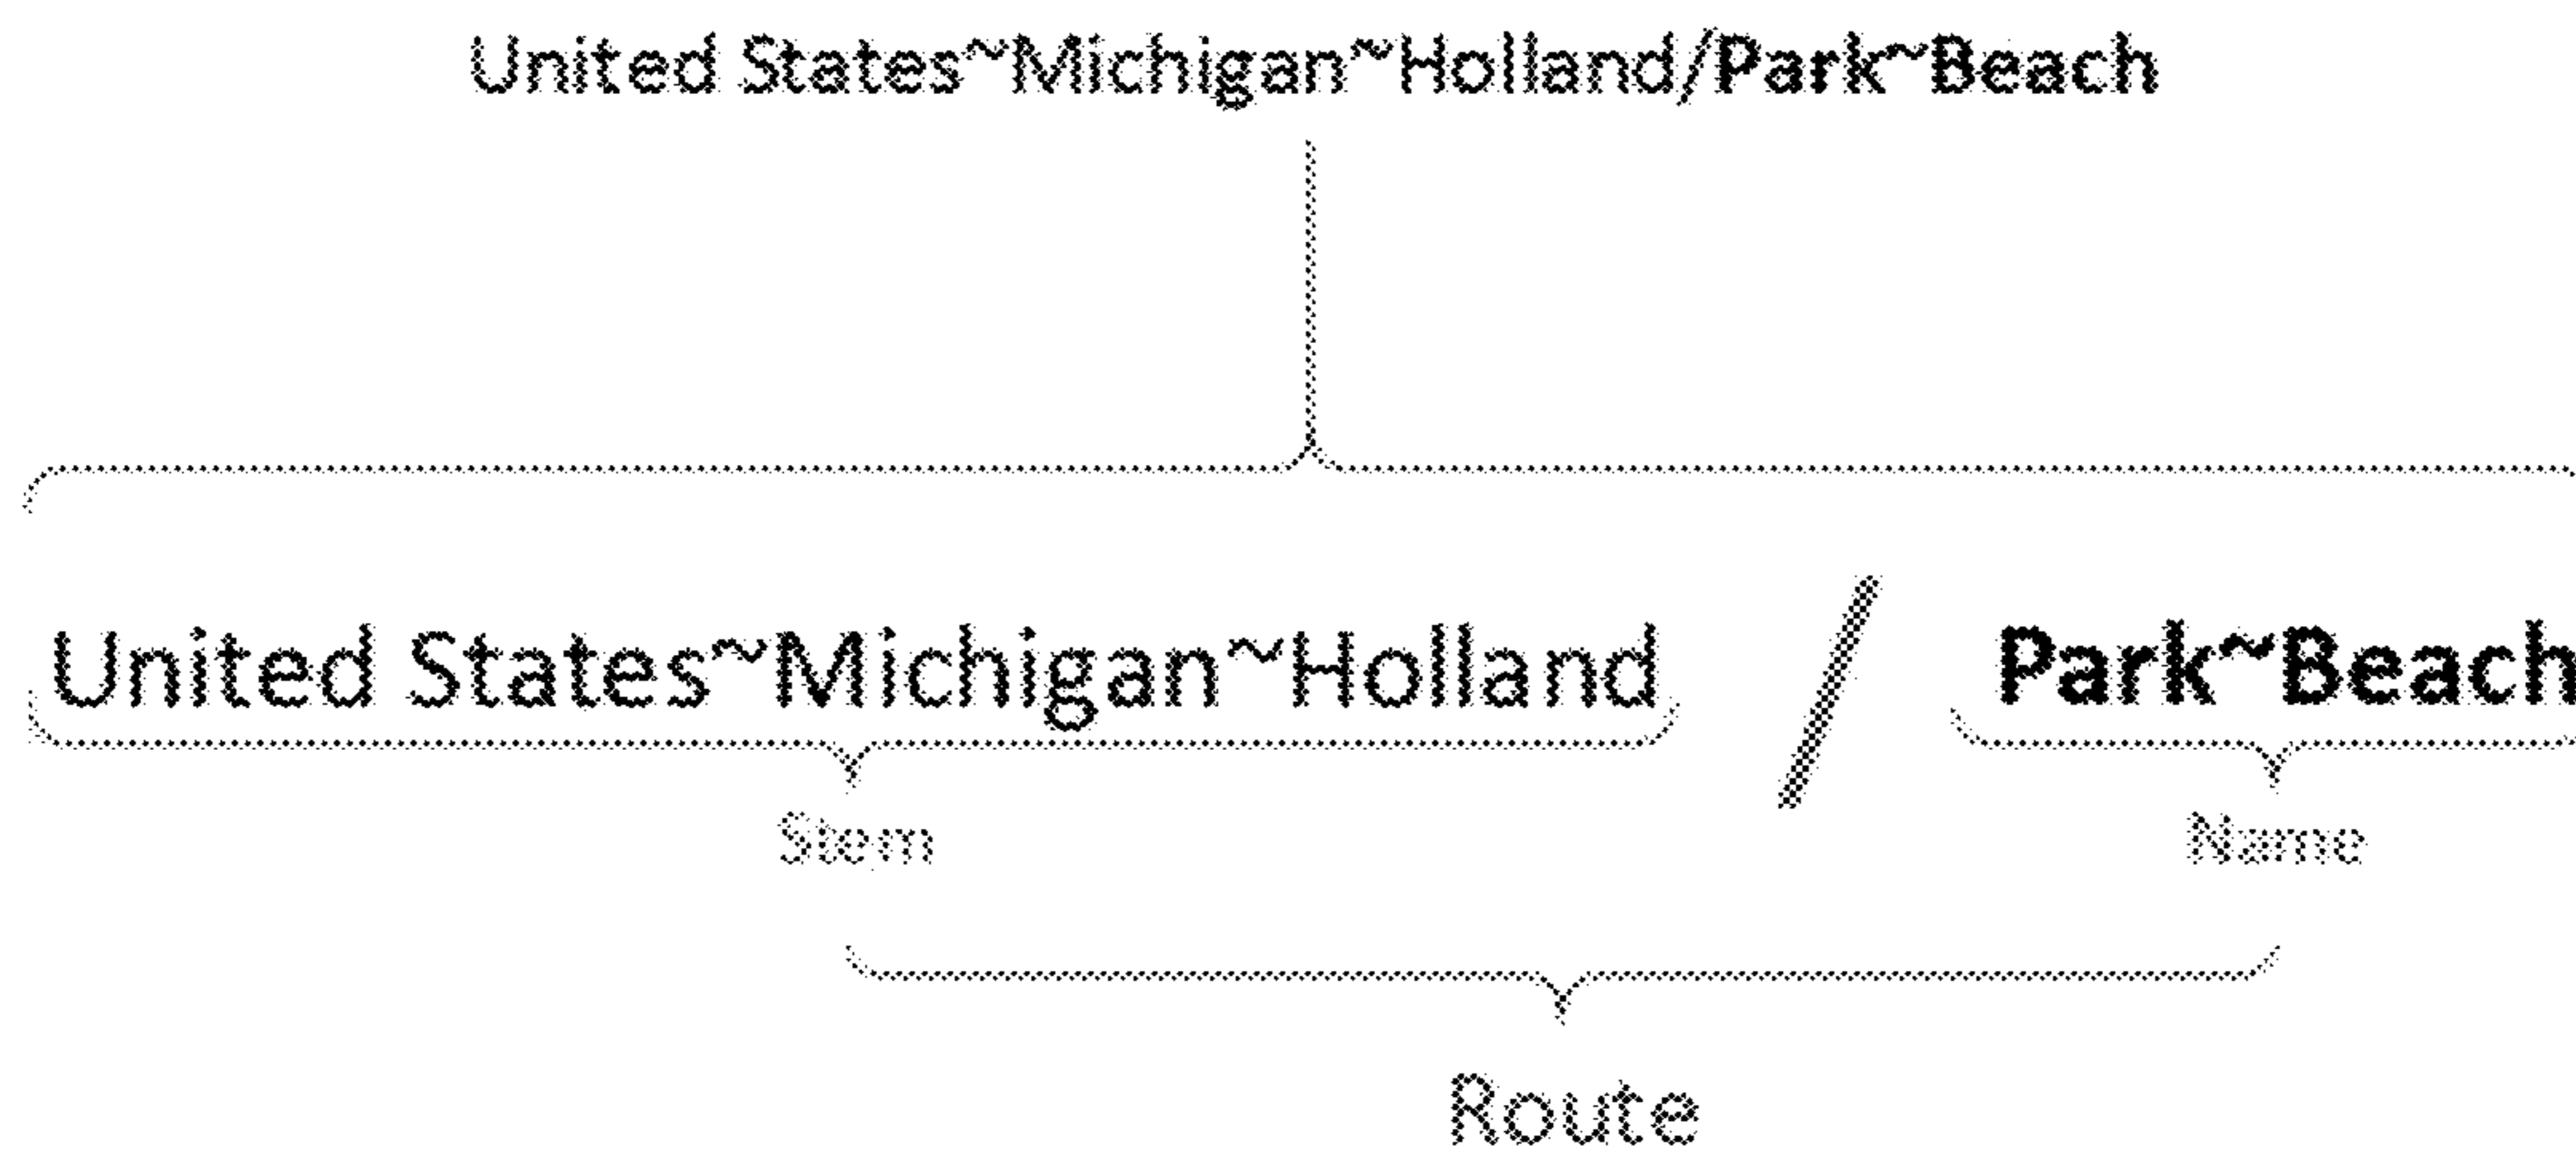 United States~Michigan~Holland/Park~Beach
United States~Michigan~Holland / Park~Beach
Stem Name
Route